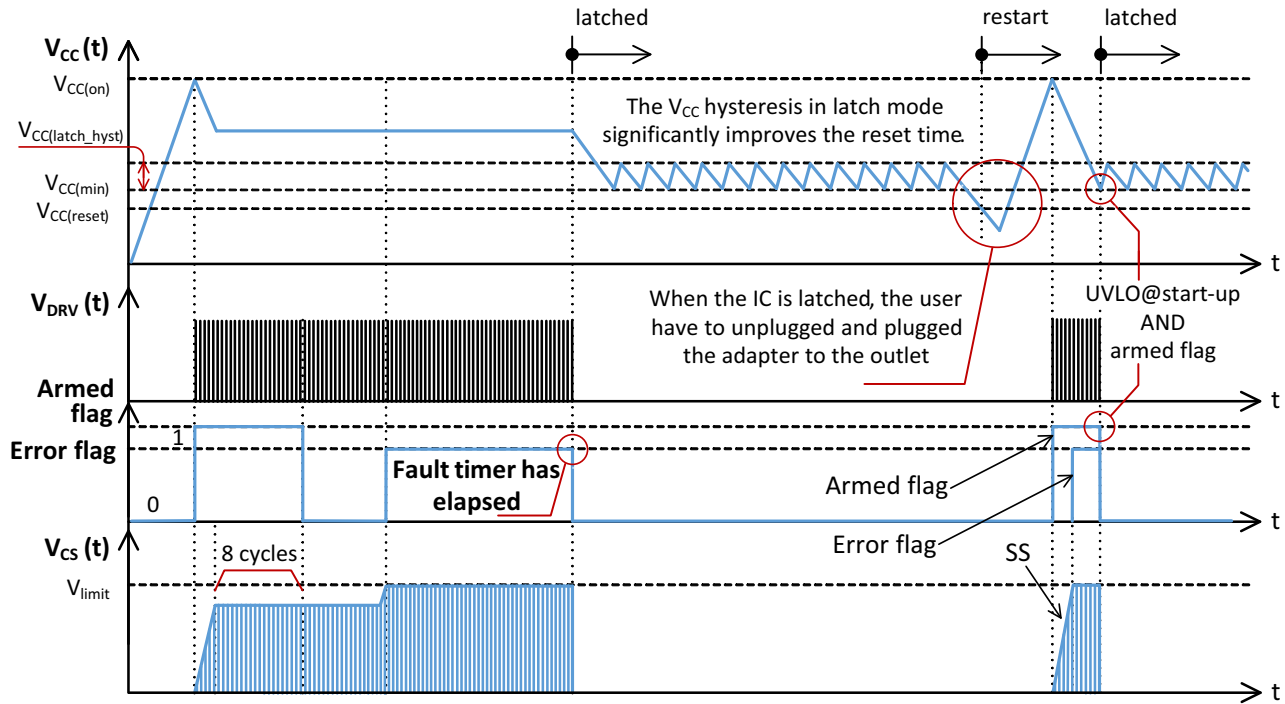 latched
restart
latched
VCC (t)
VCC(on)
VCC(latch_hyst)
VCC(min)
VCC(reset)
The VCC hysteresis in latch mode
significantly improves the reset time.
t
When the IC is latched, the user
have to unplugged and plugged
the adapter to the outlet
UVLO@start-up
AND
armed flag
VDRV (t)
t
Armed
flag
1
Error flag
0
Fault timer has
elapsed
Armed flag
Error flag
t
VCS (t)
8 cycles
Vlimit
SS
t